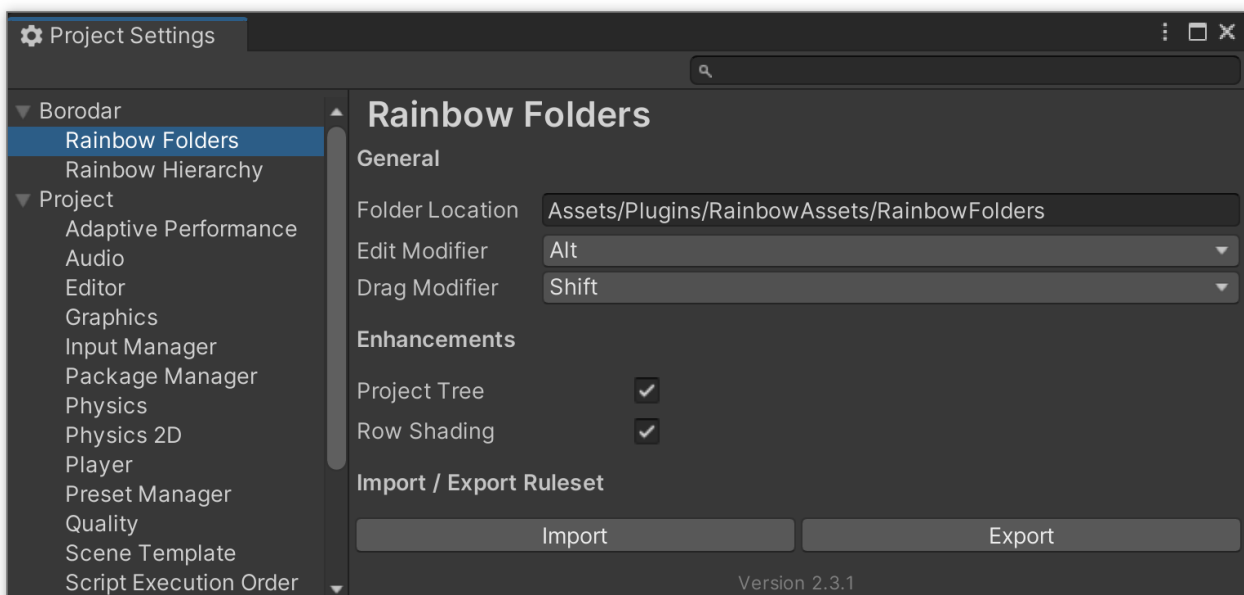 Project Settings
Borodar
Rainbow Folders
Rainbow Hierarchy
Project
Adaptive Performance
Audio
Editor
Graphics
Input Manager
Package Manager
Physics
Physics 2D
Player
Preset Manager
Quality
Scene Template
Script Execution Order
Rainbow Folders
General
Folder Location Assets/Plugins/RainbowAssets/RainbowFolders
Edit Modifier Alt
Drag Modifier Shift
Enhancements
Project Tree
Row Shading
Import / Export Ruleset
Import Export
Version 2.3.1